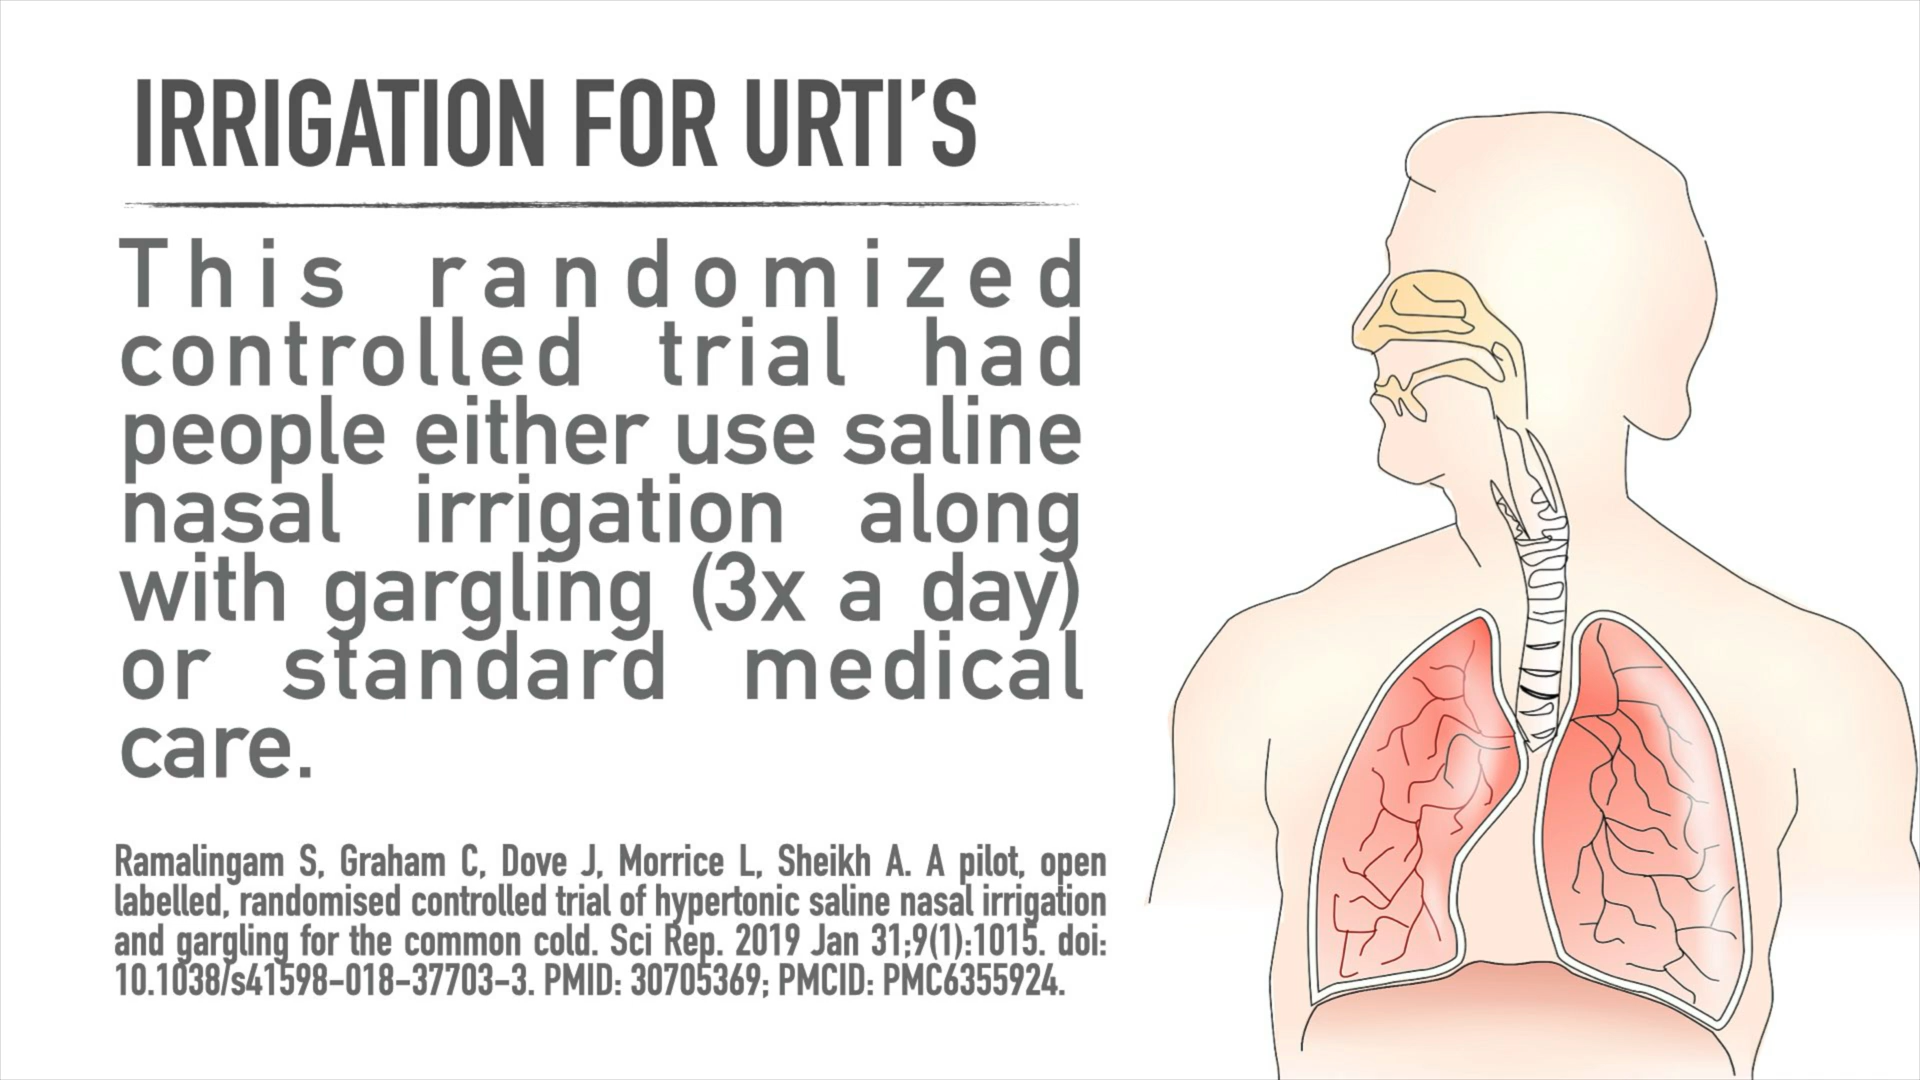 IRRIGATION FOR URTI'S
This randomized
controlled trial had
people either use saline
nasal irrigation along
with gargling (3x a day)
or standard medical
care.
Ramalingam S, Graham C, Dove J, Morrice L, Sheikh A. A pilot, open
labelled, randomised controlled trial of hypertonic saline nasal irrigation
and gargling for the common cold. Sci Rep. 2019 Jan 31;9(1):1015. doi:
10.1038/s41598-018-37703-3. PMID: 30705369; PMCID: PMC6355924.